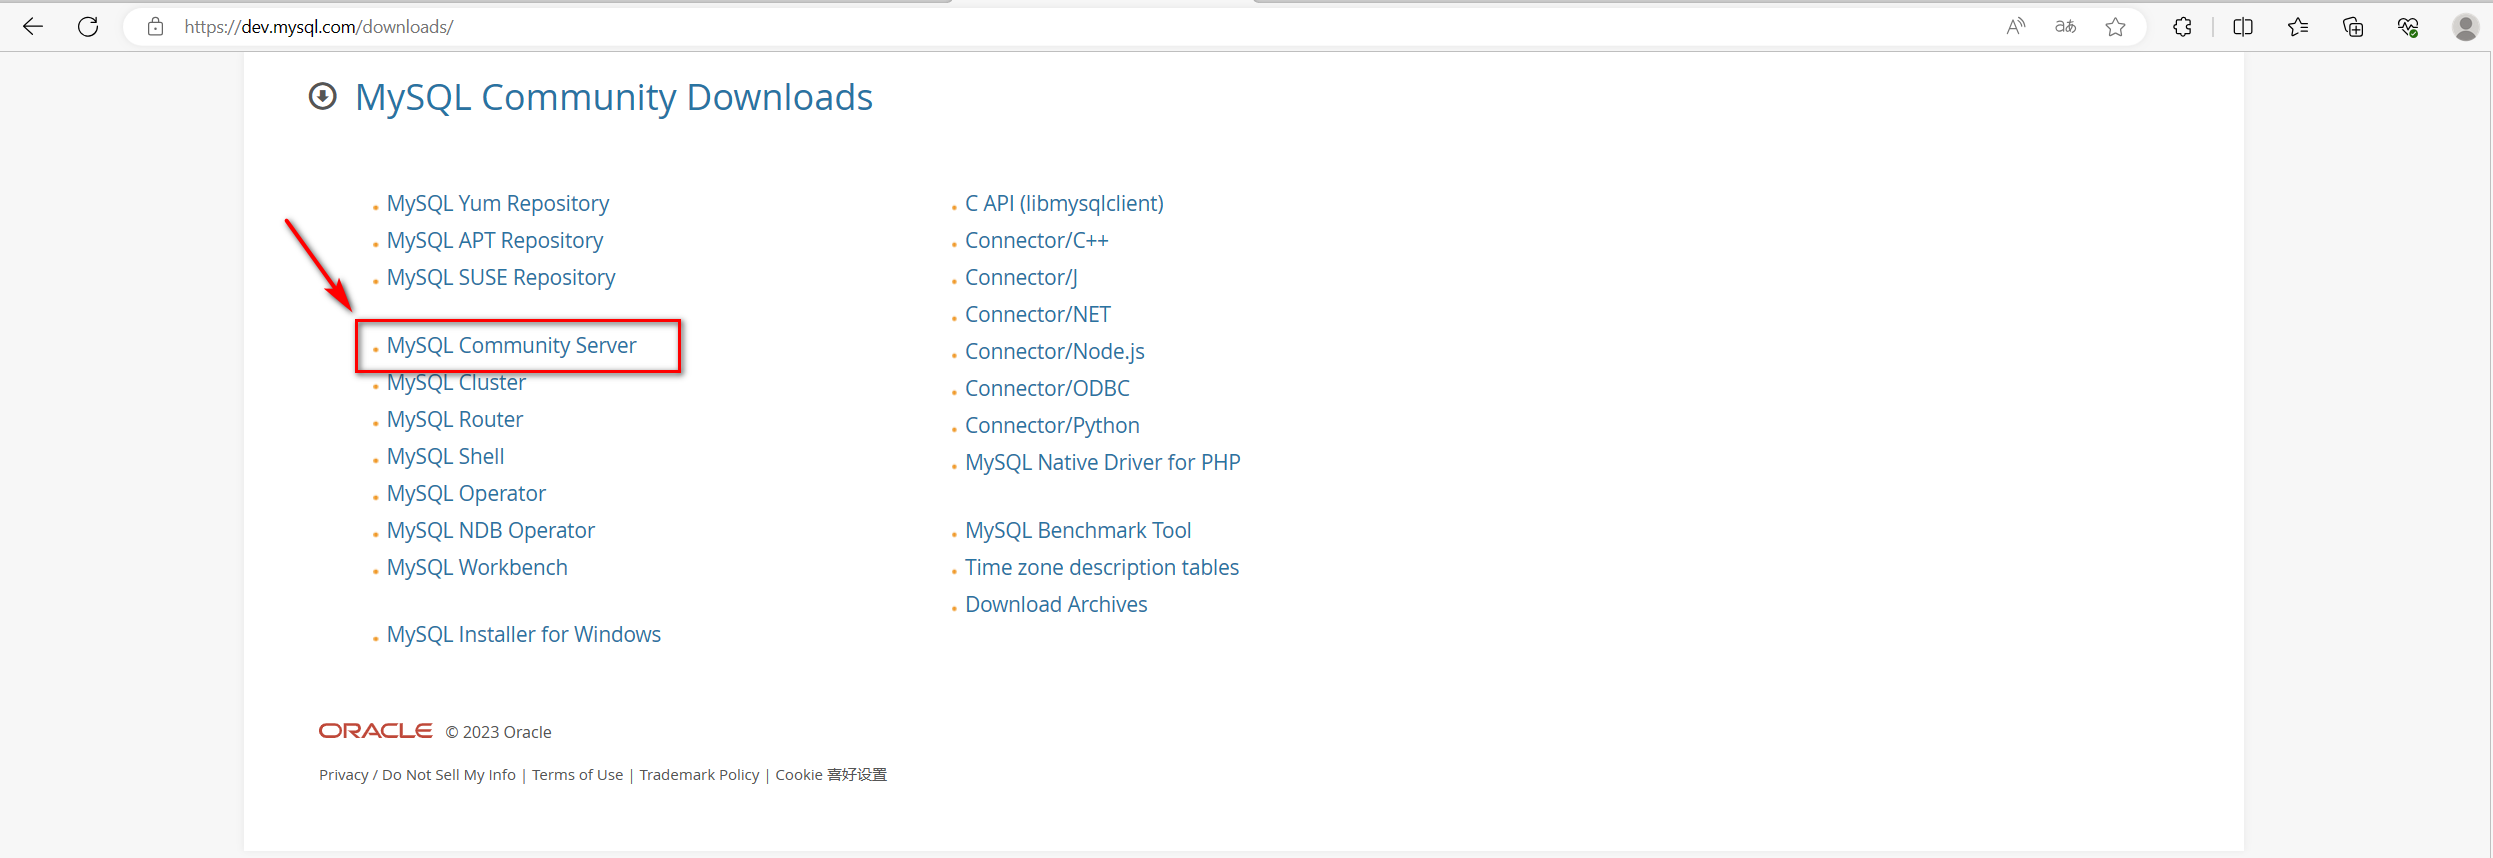 https://dev.mysql.com/downloads/
MySQL Community Downloads
MySQL Yum Repository
MySQL APT Repository
MySQL SUSE Repository
MySQL Community Server
MySQL Cluster
MySQL Router
MySQL Shell
MySQL Operator
MySQL NDB Operator
MySQL Workbench
MySQL Installer for Windows
C API (libmysqlclient)
Connector/C++
Connector/J
Connector/NET
Connector/Node.js
Connector/ODBC
Connector/Python
MySQL Native Driver for PHP
MySQL Benchmark Tool
Time zone description tables
Download Archives
ORACLE © 2023 Oracle
Privacy / Do Not Sell My Info | Terms of Use | Trademark Policy | Cookie 喜好设置